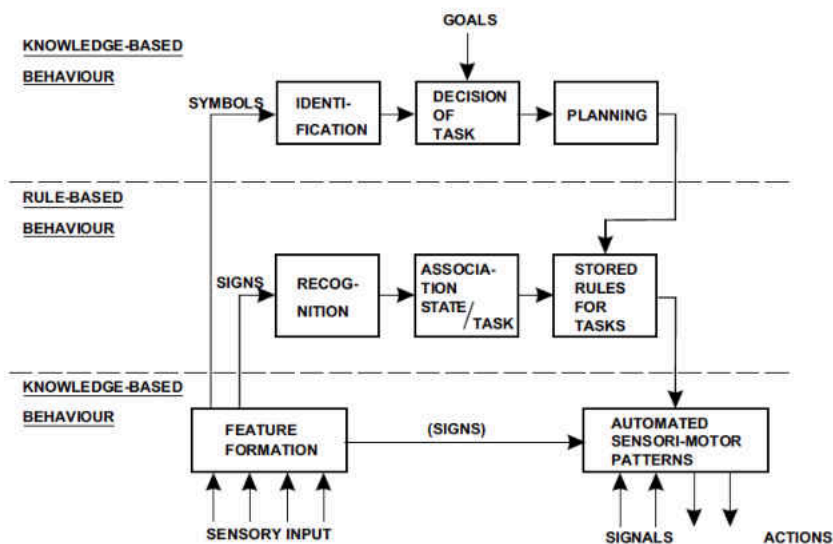 GOALS
KNOWLEDGE-BASED
BEHAVIOUR
SYMBOLS
IDENTI-
FICATION
DECISION
OF
TASK
PLANNING
RULE-BASED
BEHAVIOUR
SIGNS
RECOG-
NITION
ASSOCIA-
TION
STATE/
TASK
STORED
RULES
FOR
TASKS
KNOWLEDGE-BASED
BEHAVIOUR
FEATURE
FORMATION
(SIGNS)
AUTOMATED
SENSORI-MOTOR
PATTERNS
SENSORY INPUT
SIGNALS
ACTIONS